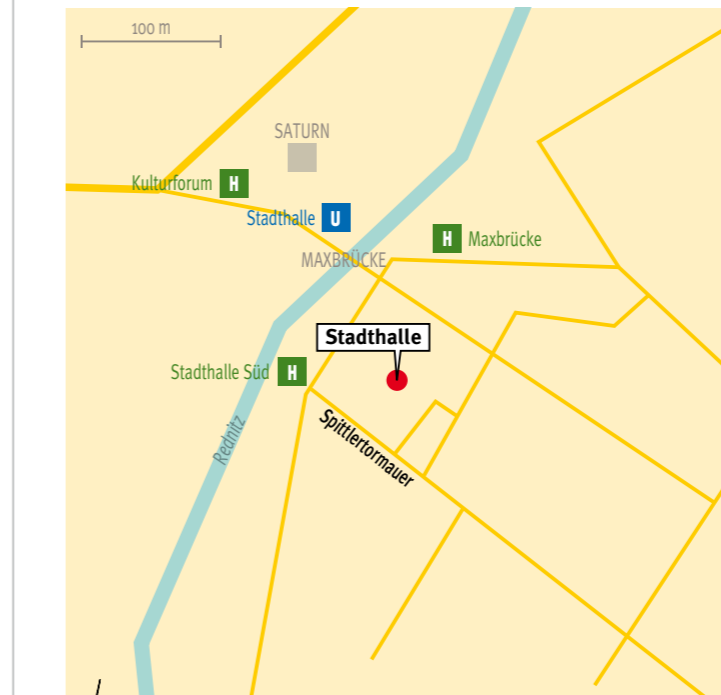 100 m
SATURN
Kulturforum H
Stadthalle U
H Maxbrücke
MAXBRÜCKE
Stadthalle
Stadthalle Süd H
Spittlertormauer
Rednitz